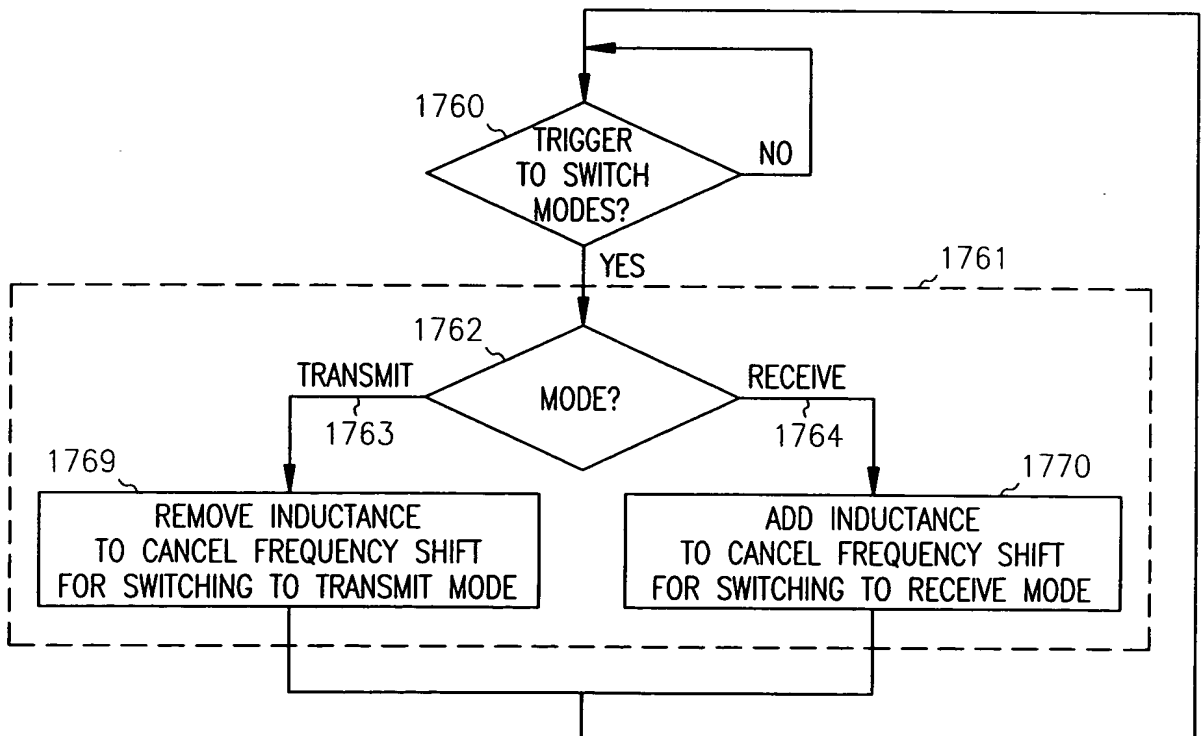 1760
TRIGGER
TO SWITCH
MODES?
NO
YES
1761
1762
TRANSMIT
MODE?
RECEIVE
1763
1764
1769
REMOVE INDUCTANCE
TO CANCEL FREQUENCY SHIFT
FOR SWITCHING TO TRANSMIT MODE
1770
ADD INDUCTANCE
TO CANCEL FREQUENCY SHIFT
FOR SWITCHING TO RECEIVE MODE